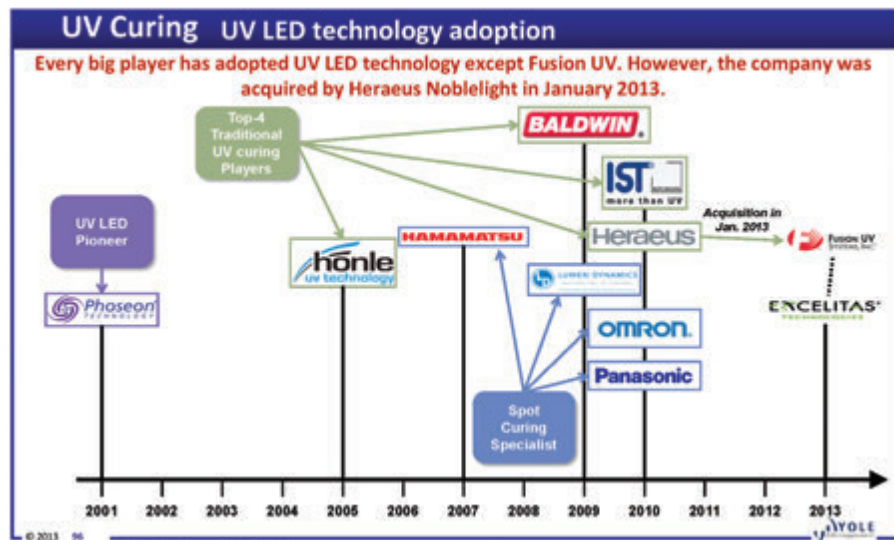 UV Curing UV LED technology adoption
Every big player has adopted UV LED technology except Fusion UV. However, the company was
acquired by Heraeus Noblelight in January 2013.
Top-4
Traditional
UV curing
Players
BALDWIN
IST
more than UV
UV LED
Pioneer
HAMAMATSU
Heraeus
Acquisition in
Jan. 2013
FUSION UV
SYSTEMS, INC.
hönle
uv technology
LUMEN DYNAMICS
Phoseon
TECHNOLOGY
EXCELITAS
TECHNOLOGIES
OMRON
Panasonic
Spot
Curing
Specialist
2001 2002 2003 2004 2005 2006 2007 2008 2009 2010 2011 2012 2013
© 2013 96
YOLE